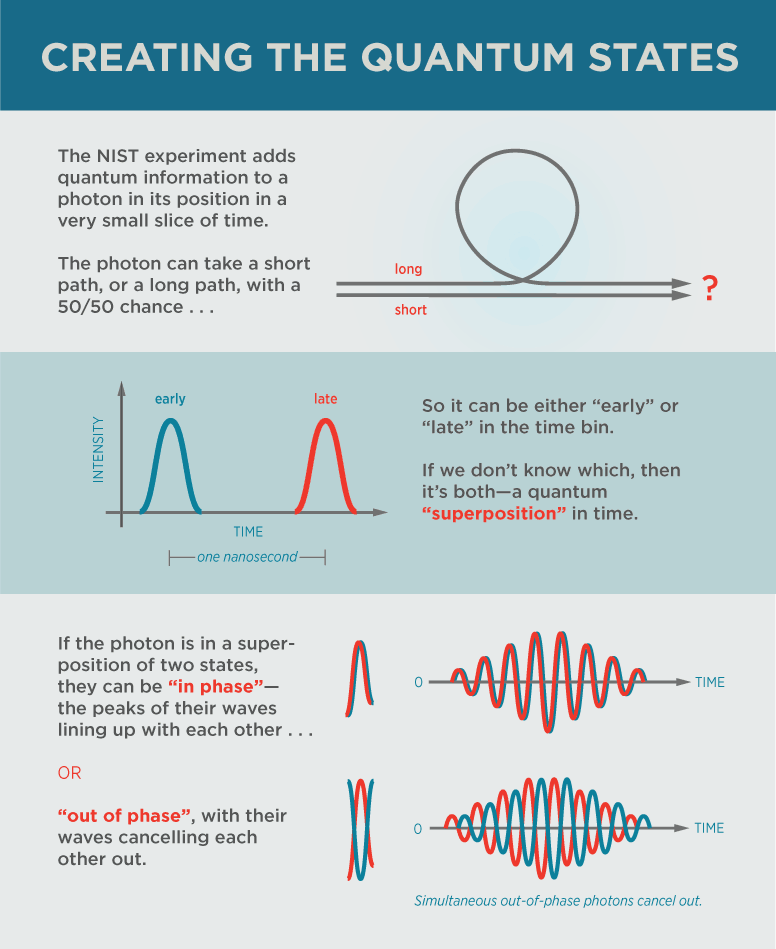 CREATING THE QUANTUM STATES
The NIST experiment adds
quantum information to a
photon in its position in a
very small slice of time.
The photon can take a short
path, or a long path, with a
50/50 chance . . .
long
short
?
early
late
INTENSITY
TIME
one nanosecond
So it can be either “early” or
“late” in the time bin.
If we don’t know which, then
it’s both—a quantum
“superposition” in time.
If the photon is in a super-
position of two states,
they can be “in phase”—
the peaks of their waves
lining up with each other . . .
0
TIME
OR
“out of phase”, with their
waves cancelling each
other out.
0
TIME
Simultaneous out-of-phase photons cancel out.